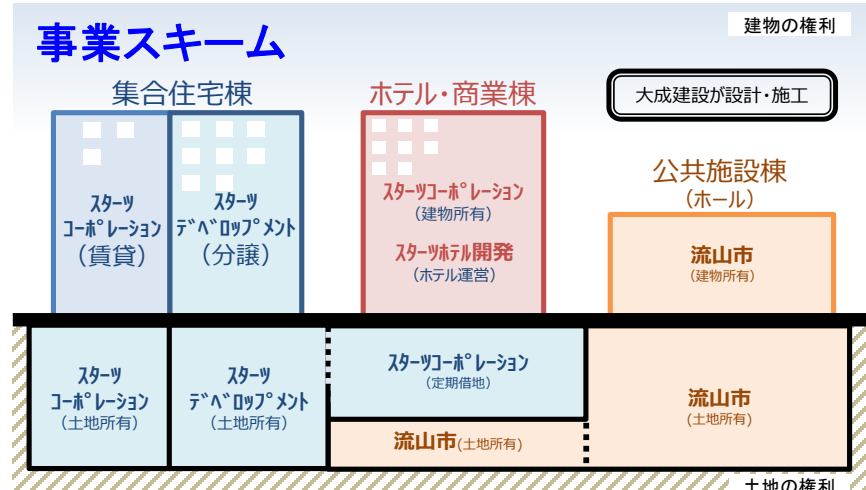 建物の権利
事業スキーム
集合住宅棟
ホテル・商業棟
大成建設が設計・施工
公共施設棟
(ホール)
ｽﾀｰﾂ
ｺｰﾎﾟﾚｰｼｮﾝ
(賃貸)
ｽﾀｰﾂ
ﾃﾞﾍﾞﾛｯﾌﾟﾒﾝﾄ
(分譲)
ｽﾀｰﾂｺｰﾎﾟﾚｰｼｮﾝ
(建物所有)
ｽﾀｰﾂﾎﾃﾙ開発
(ホテル運営)
流山市
(建物所有)
ｽﾀｰﾂ
ｺｰﾎﾟﾚｰｼｮﾝ
(土地所有)
ｽﾀｰﾂ
ﾃﾞﾍﾞﾛｯﾌﾟﾒﾝﾄ
(土地所有)
ｽﾀｰﾂｺｰﾎﾟﾚｰｼｮﾝ
(定期借地)
流山市(土地所有)
流山市
(土地所有)
土地の権利